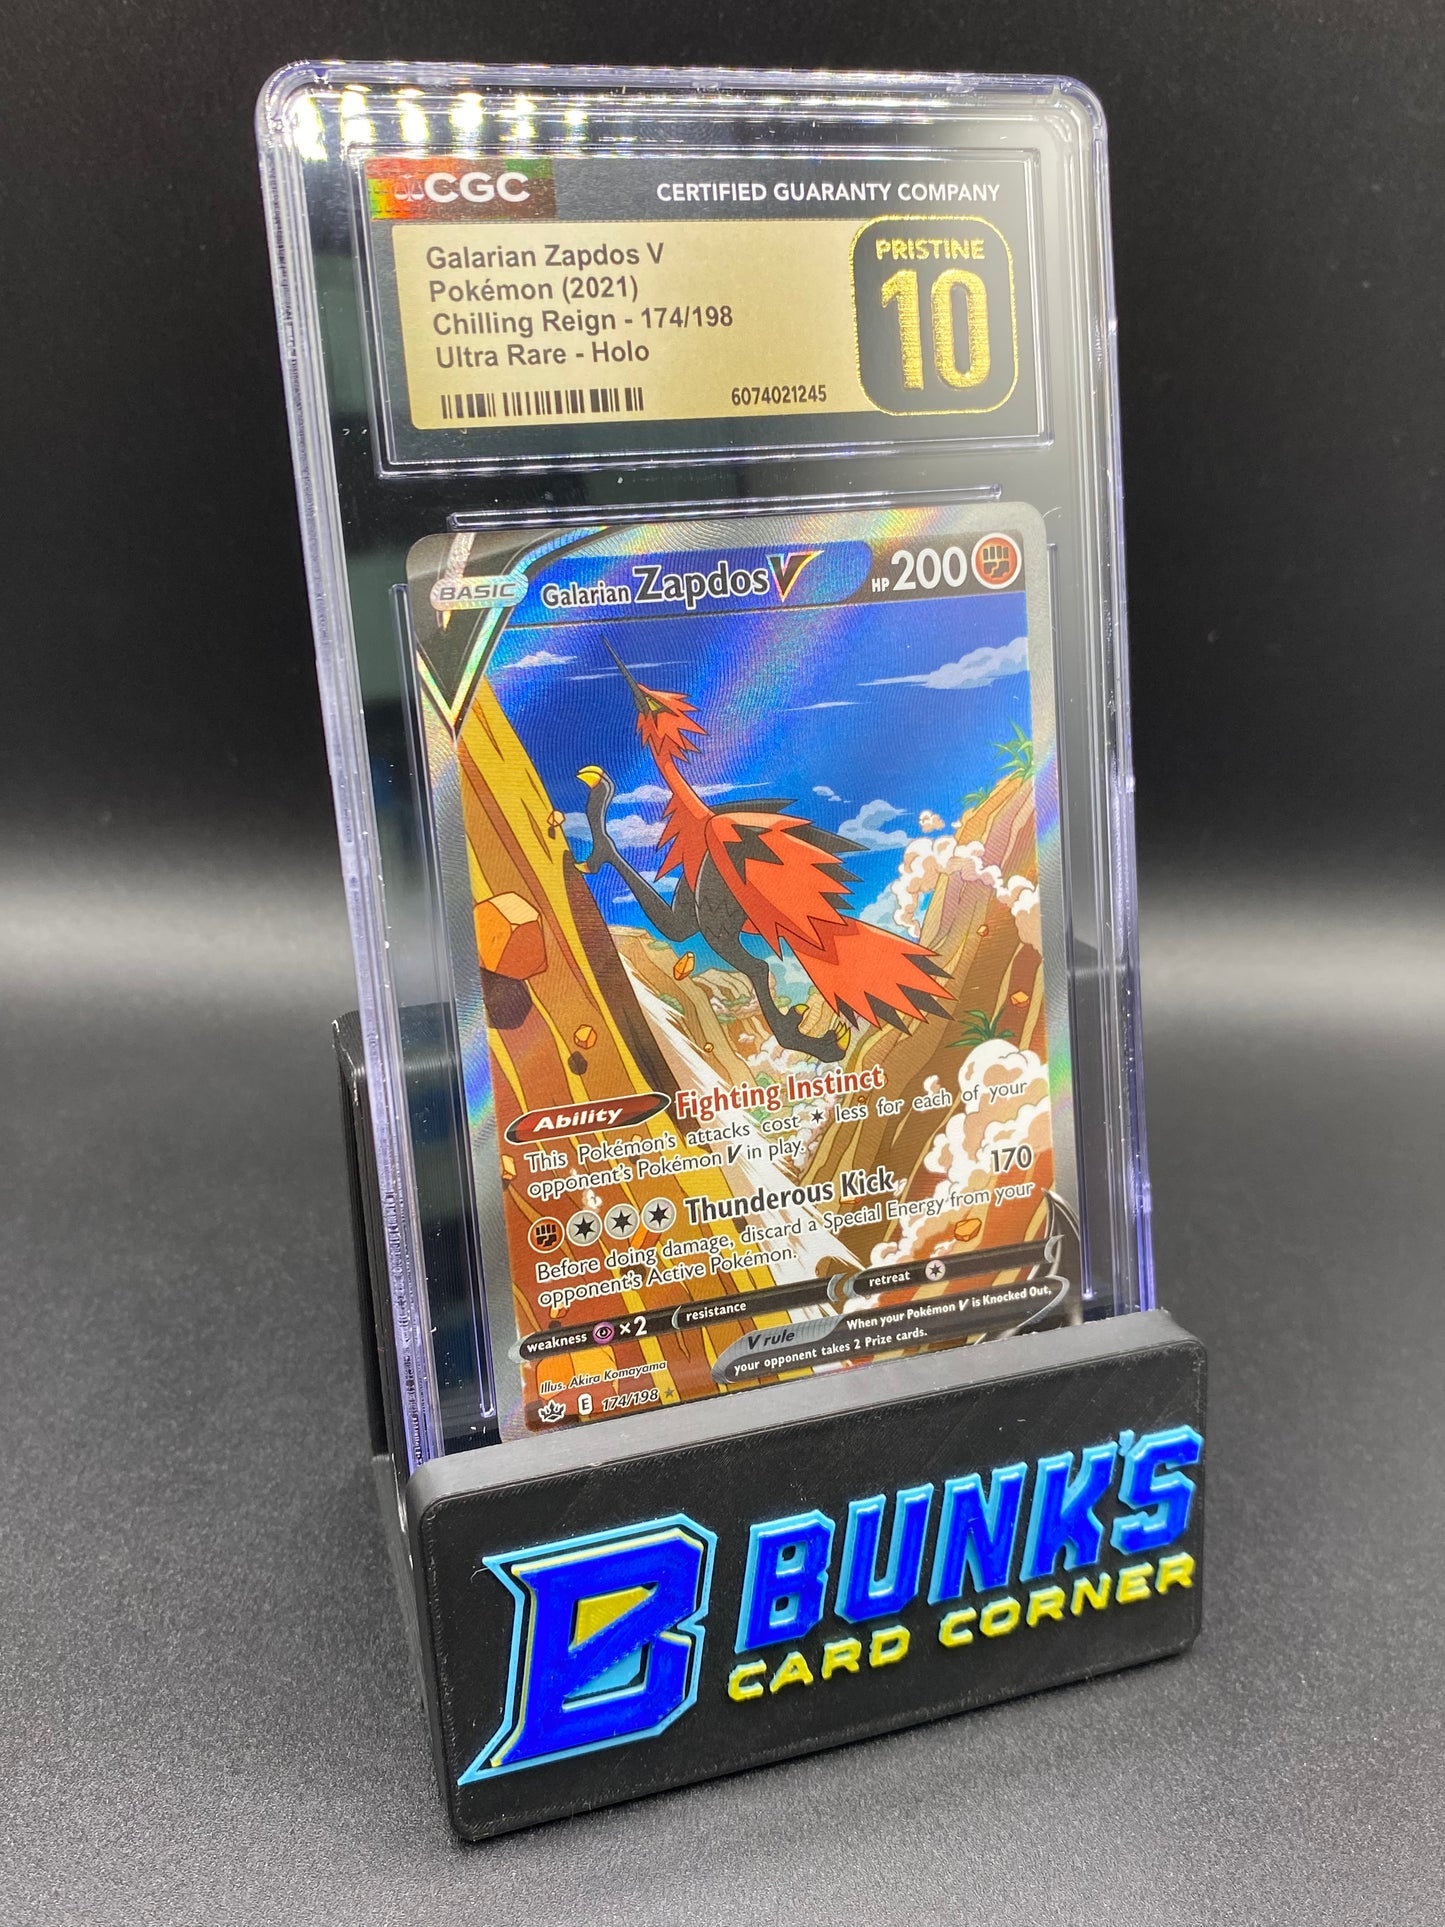 CGC
CERTIFIED GUARANTY COMPANY
Galarian Zapdos V
Pokémon (2021)
Chilling Reign - 174/198
Ultra Rare - Holo
6074021245
PRISTINE
10
BASIC
Galarian Zapdos V
HP 200
Ability Fighting Instinct
This Pokémon's attacks cost less for each of your
opponent's Pokémon V in play.
Thunderous Kick 170
Before doing damage, discard a Special Energy from your
opponent's Active Pokémon.
weakness ×2 resistance retreat
V rule When your Pokémon V is Knocked Out,
your opponent takes 2 Prize cards.
Illus. Akira Komayama
E 174/198 ★
B BUNK'S
CARD CORNER